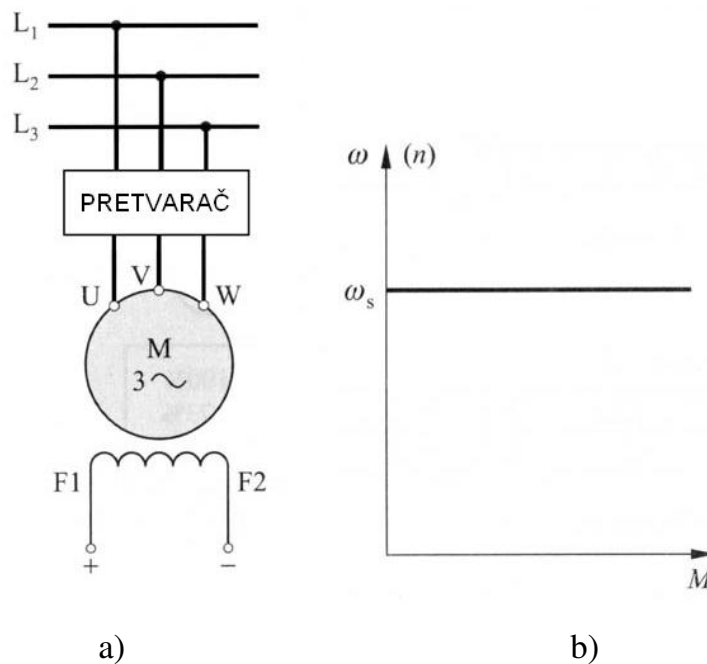 L₁
L₂
L₃
PRETVARAČ
U V W
M
3
F1 F2
+ −
ω (n)
ωₛ
M
a) b)